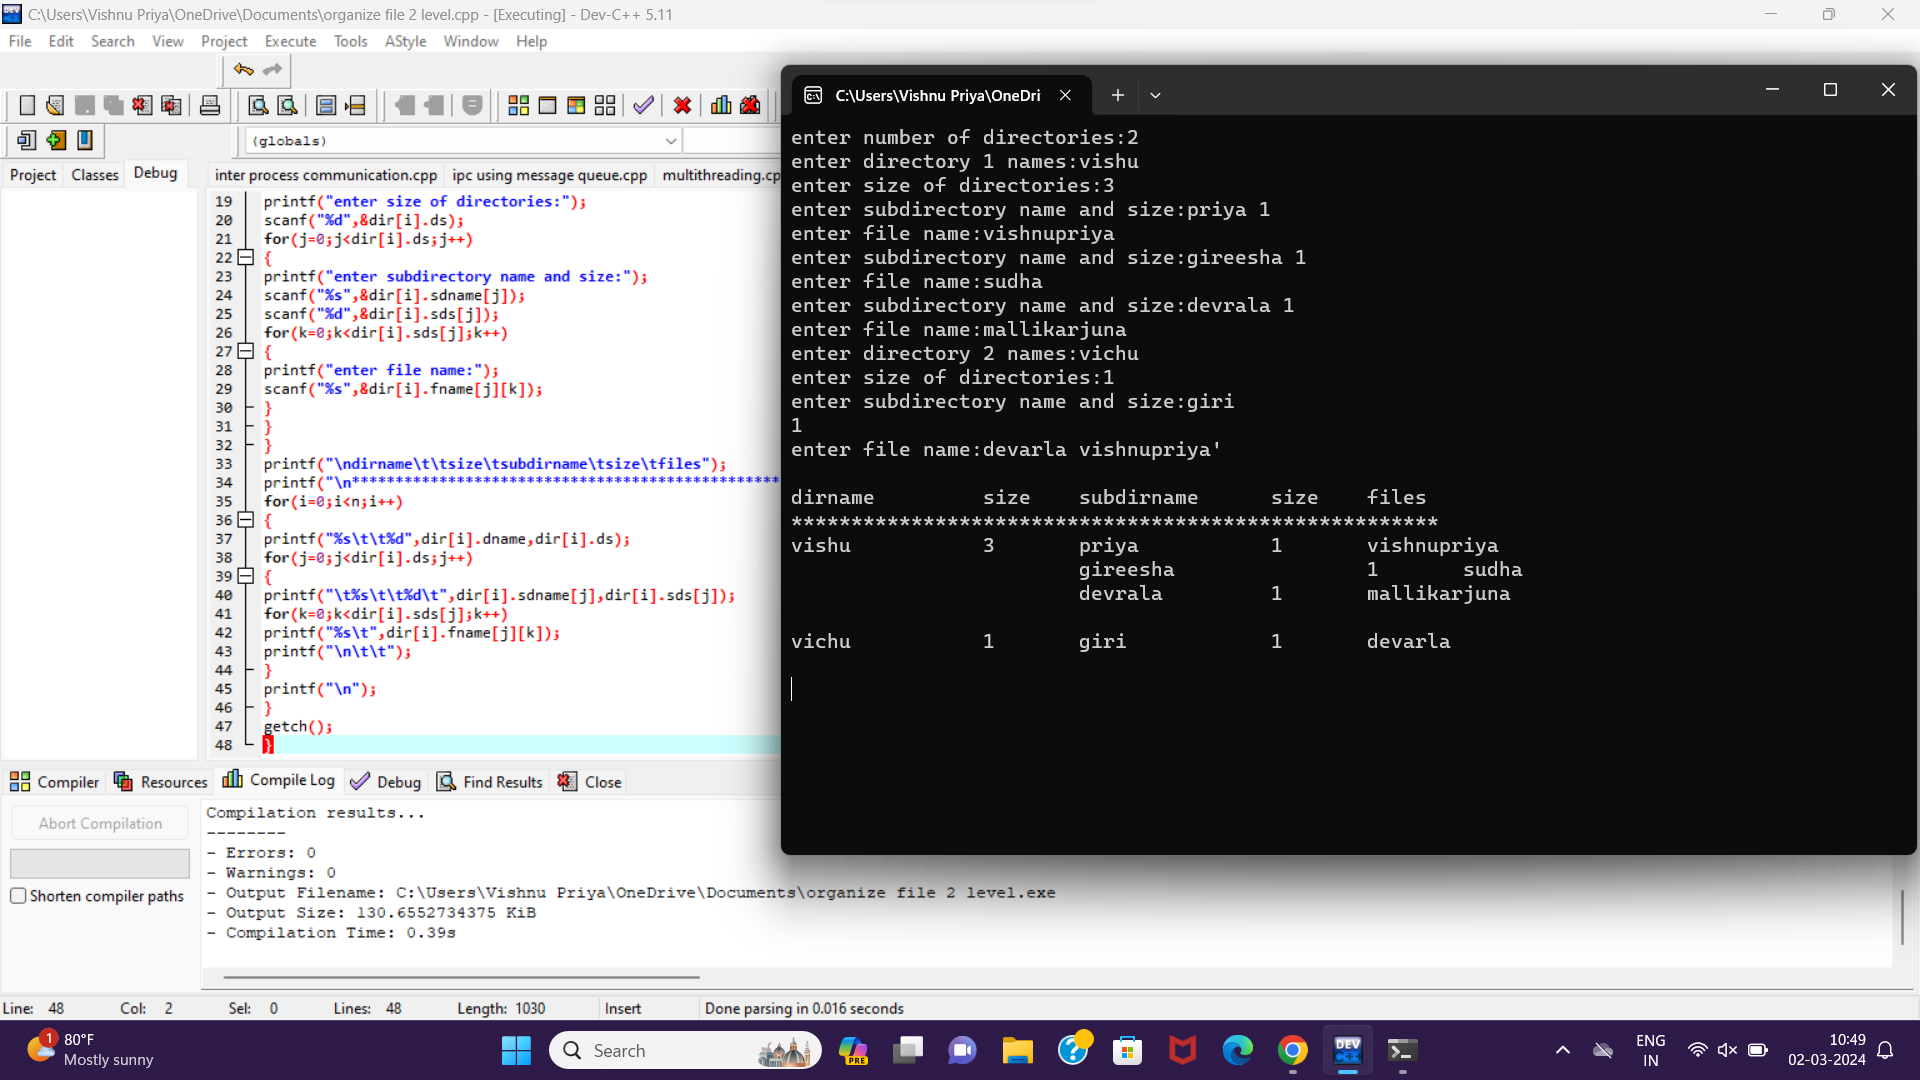 C:\Users\Vishnu Priya\OneDrive\Documents\organize file 2 level.cpp - [Executing] - Dev-C++ 5.11
File Edit Search View Project Execute Tools AStyle Window Help
(globals)
Project Classes Debug
inter process communication.cpp ipc using message queue.cpp multithreading.cp
19 printf("enter size of directories:");
20 scanf("%d",&dir[i].ds);
21 for(j=0;j<dir[i].ds;j++)
22 {
23 printf("enter subdirectory name and size:");
24 scanf("%s",&dir[i].sdname[j]);
25 scanf("%d",&dir[i].sds[j]);
26 for(k=0;k<dir[i].sds[j];k++)
27 {
28 printf("enter file name:");
29 scanf("%s",&dir[i].fname[j][k]);
30 }
31 }
32 }
33 printf("\ndirname\t\tsize\tsubdirname\tsize\tfiles");
34 printf("\n*************************************************
35 for(i=0;i<n;i++)
36 {
37 printf("%s\t\t%d",dir[i].dname,dir[i].ds);
38 for(j=0;j<dir[i].ds;j++)
39 {
40 printf("\t%s\t\t%d\t",dir[i].sdname[j],dir[i].sds[j]);
41 for(k=0;k<dir[i].sds[j];k++)
42 printf("%s\t",dir[i].fname[j][k]);
43 printf("\n\t\t");
44 }
45 printf("\n");
46 }
47 getch();
48 }
C:\Users\Vishnu Priya\OneDri
enter number of directories:2
enter directory 1 names:vishu
enter size of directories:3
enter subdirectory name and size:priya 1
enter file name:vishnupriya
enter subdirectory name and size:gireesha 1
enter file name:sudha
enter subdirectory name and size:devrala 1
enter file name:mallikarjuna
enter directory 2 names:vichu
enter size of directories:1
enter subdirectory name and size:giri
1
enter file name:devarla vishnupriya'
dirname size subdirname size files
******************************************************
vishu 3 priya 1 vishnupriya
gireesha 1 sudha
devrala 1 mallikarjuna
vichu 1 giri 1 devarla
Compiler Resources Compile Log Debug Find Results Close
Abort Compilation
Shorten compiler paths
Compilation results...
--------
- Errors: 0
- Warnings: 0
- Output Filename: C:\Users\Vishnu Priya\OneDrive\Documents\organize file 2 level.exe
- Output Size: 130.6552734375 KiB
- Compilation Time: 0.39s
Line: 48 Col: 2 Sel: 0 Lines: 48 Length: 1030 Insert Done parsing in 0.016 seconds
1
80°F
Mostly sunny
Search
PRE
DEV
C++
ENG
IN
10:49
02-03-2024